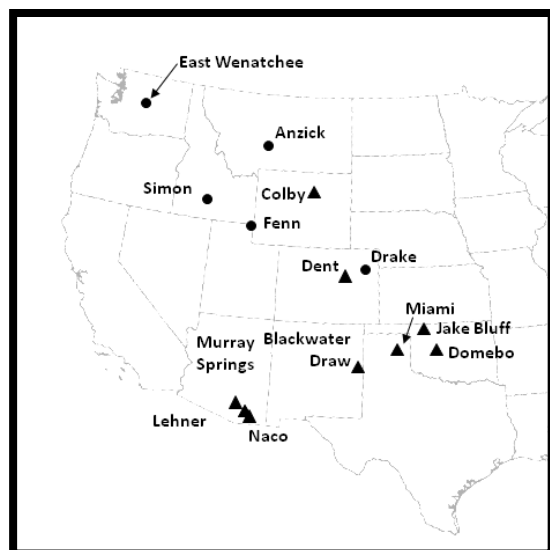 East Wenatchee
Anzick
Simon
Colby
Fenn
Drake
Dent
Miami
Murray
Springs
Blackwater
Draw
Jake Bluff
Domebo
Lehner
Naco